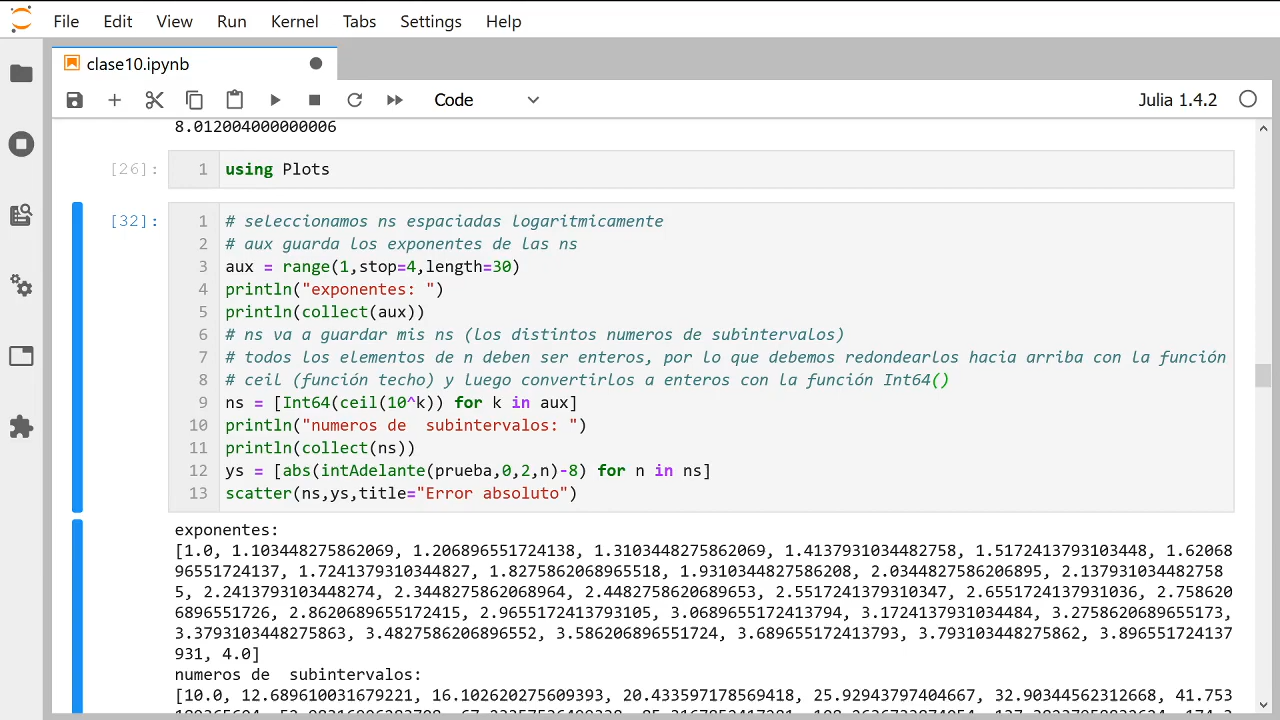 File Edit View Run Kernel Tabs Settings Help
clase10.ipynb
Code
Julia 1.4.2
8.012004000000006
[26]:
1 using Plots
[32]:
1 # seleccionamos ns espaciadas logaritmicamente
2 # aux guarda los exponentes de las ns
3 aux = range(1,stop=4,length=30)
4 println("exponentes: ")
5 println(collect(aux))
6 # ns va a guardar mis ns (los distintos numeros de subintervalos)
7 # todos los elementos de n deben ser enteros, por lo que debemos redondearlos hacia arriba con la función
8 # ceil (función techo) y luego convertirlos a enteros con la función Int64()
9 ns = [Int64(ceil(10^k)) for k in aux]
10 println("numeros de  subintervalos: ")
11 println(collect(ns))
12 ys = [abs(intAdelante(prueba,0,2,n)-8) for n in ns]
13 scatter(ns,ys,title="Error absoluto")
exponentes:
[1.0, 1.103448275862069, 1.206896551724138, 1.3103448275862069, 1.4137931034482758, 1.5172413793103448, 1.62068
96551724137, 1.7241379310344827, 1.8275862068965518, 1.9310344827586208, 2.0344827586206895, 2.1379310344482758
5, 2.2413793103448274, 2.3448275862068964, 2.4482758620689653, 2.5517241379310347, 2.6551724137931036, 2.758620
6896551726, 2.8620689655172415, 2.9655172413793105, 3.0689655172413794, 3.1724137931034484, 3.2758620689655173,
3.3793103448275863, 3.4827586206896552, 3.586206896551724, 3.689655172413793, 3.793103448275862, 3.896551724137
931, 4.0]
numeros de  subintervalos:
[10.0, 12.689610031679221, 16.102620275609393, 20.433597178569418, 25.92943797404667, 32.90344562312668, 41.753